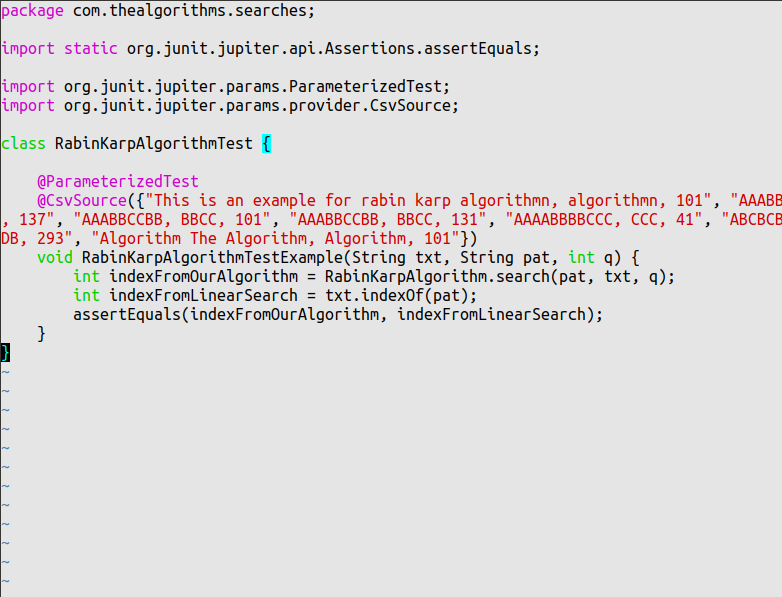 package com.thealgorithms.searches;
import static org.junit.jupiter.api.Assertions.assertEquals;
import org.junit.jupiter.params.ParameterizedTest;
import org.junit.jupiter.params.provider.CsvSource;
class RabinKarpAlgorithmTest {
@ParameterizedTest
@CsvSource({"This is an example for rabin karp algorithmn, algorithmn, 101", "AAABB
, 137", "AAABBCCBB, BBCC, 101", "AAABBCCBB, BBCC, 131", "AAAABBBBCCC, CCC, 41", "ABCBCB
DB, 293", "Algorithm The Algorithm, Algorithm, 101"})
void RabinKarpAlgorithmTestExample(String txt, String pat, int q) {
int indexFromOurAlgorithm = RabinKarpAlgorithm.search(pat, txt, q);
int indexFromLinearSearch = txt.indexOf(pat);
assertEquals(indexFromOurAlgorithm, indexFromLinearSearch);
}
}
~
~
~
~
~
~
~
~
~
~
~
~